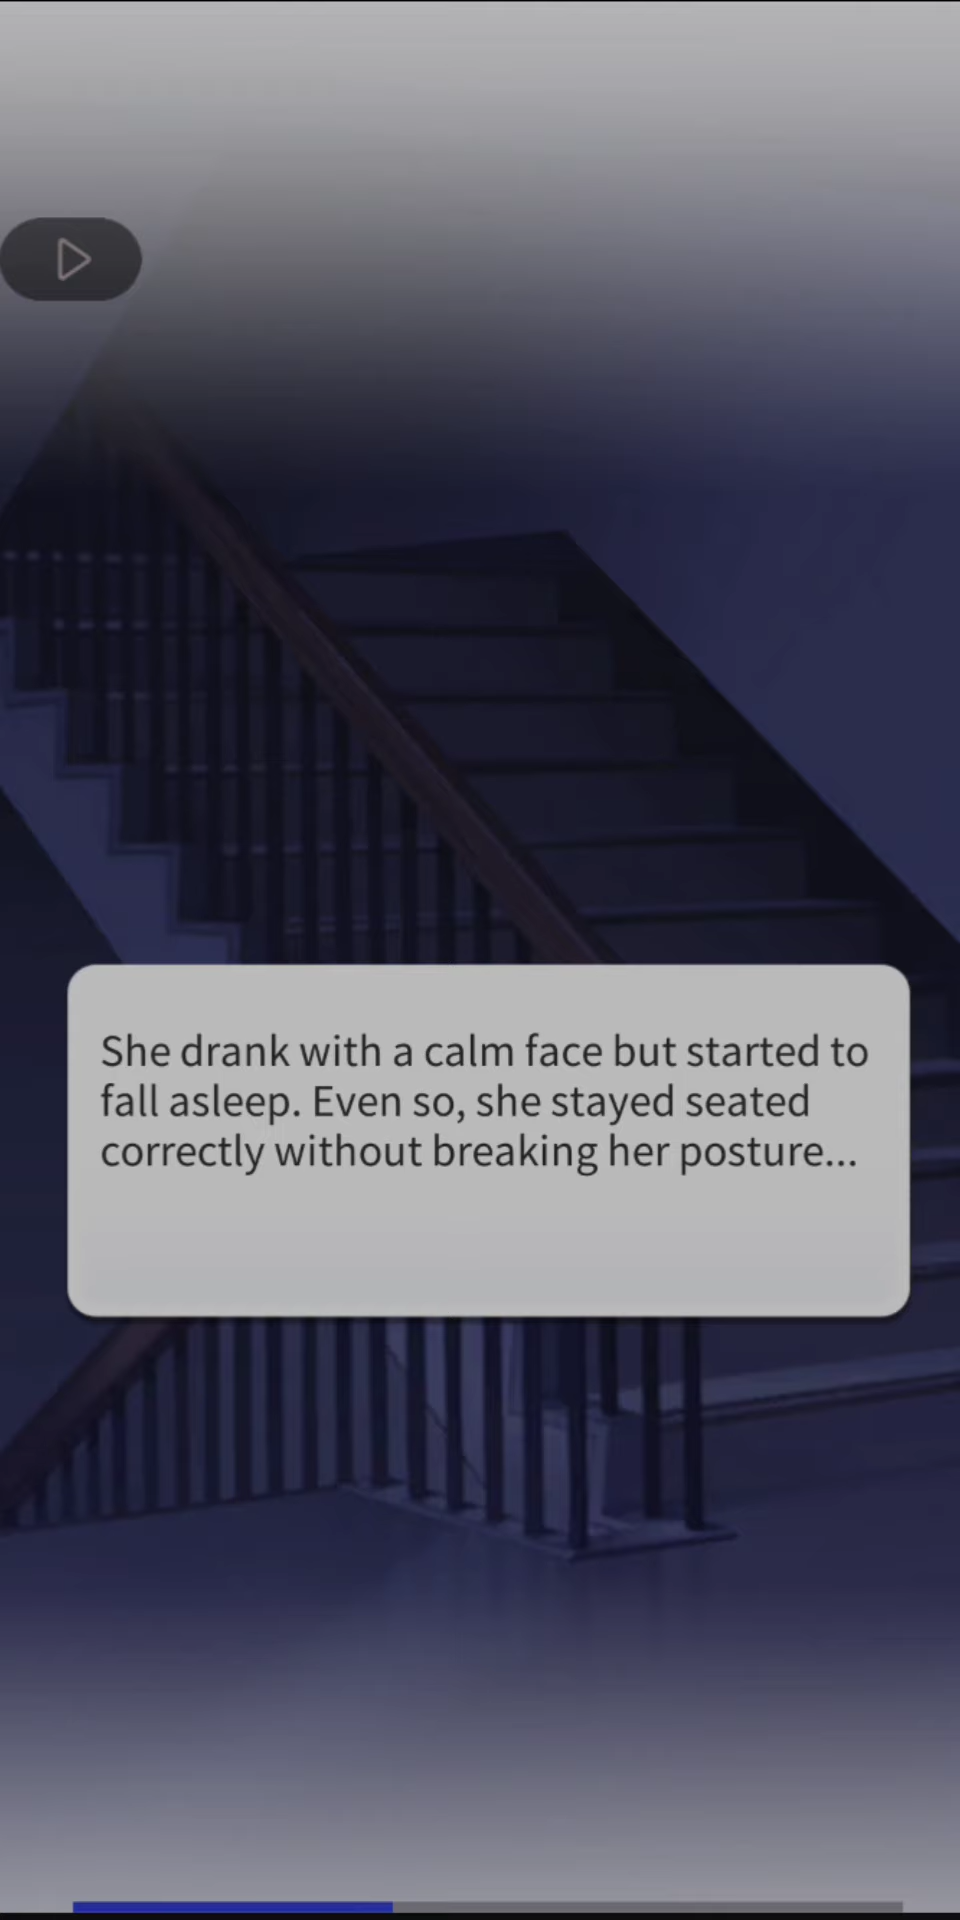 She drank with a calm face but started to
fall asleep. Even so, she stayed seated
correctly without breaking her posture...